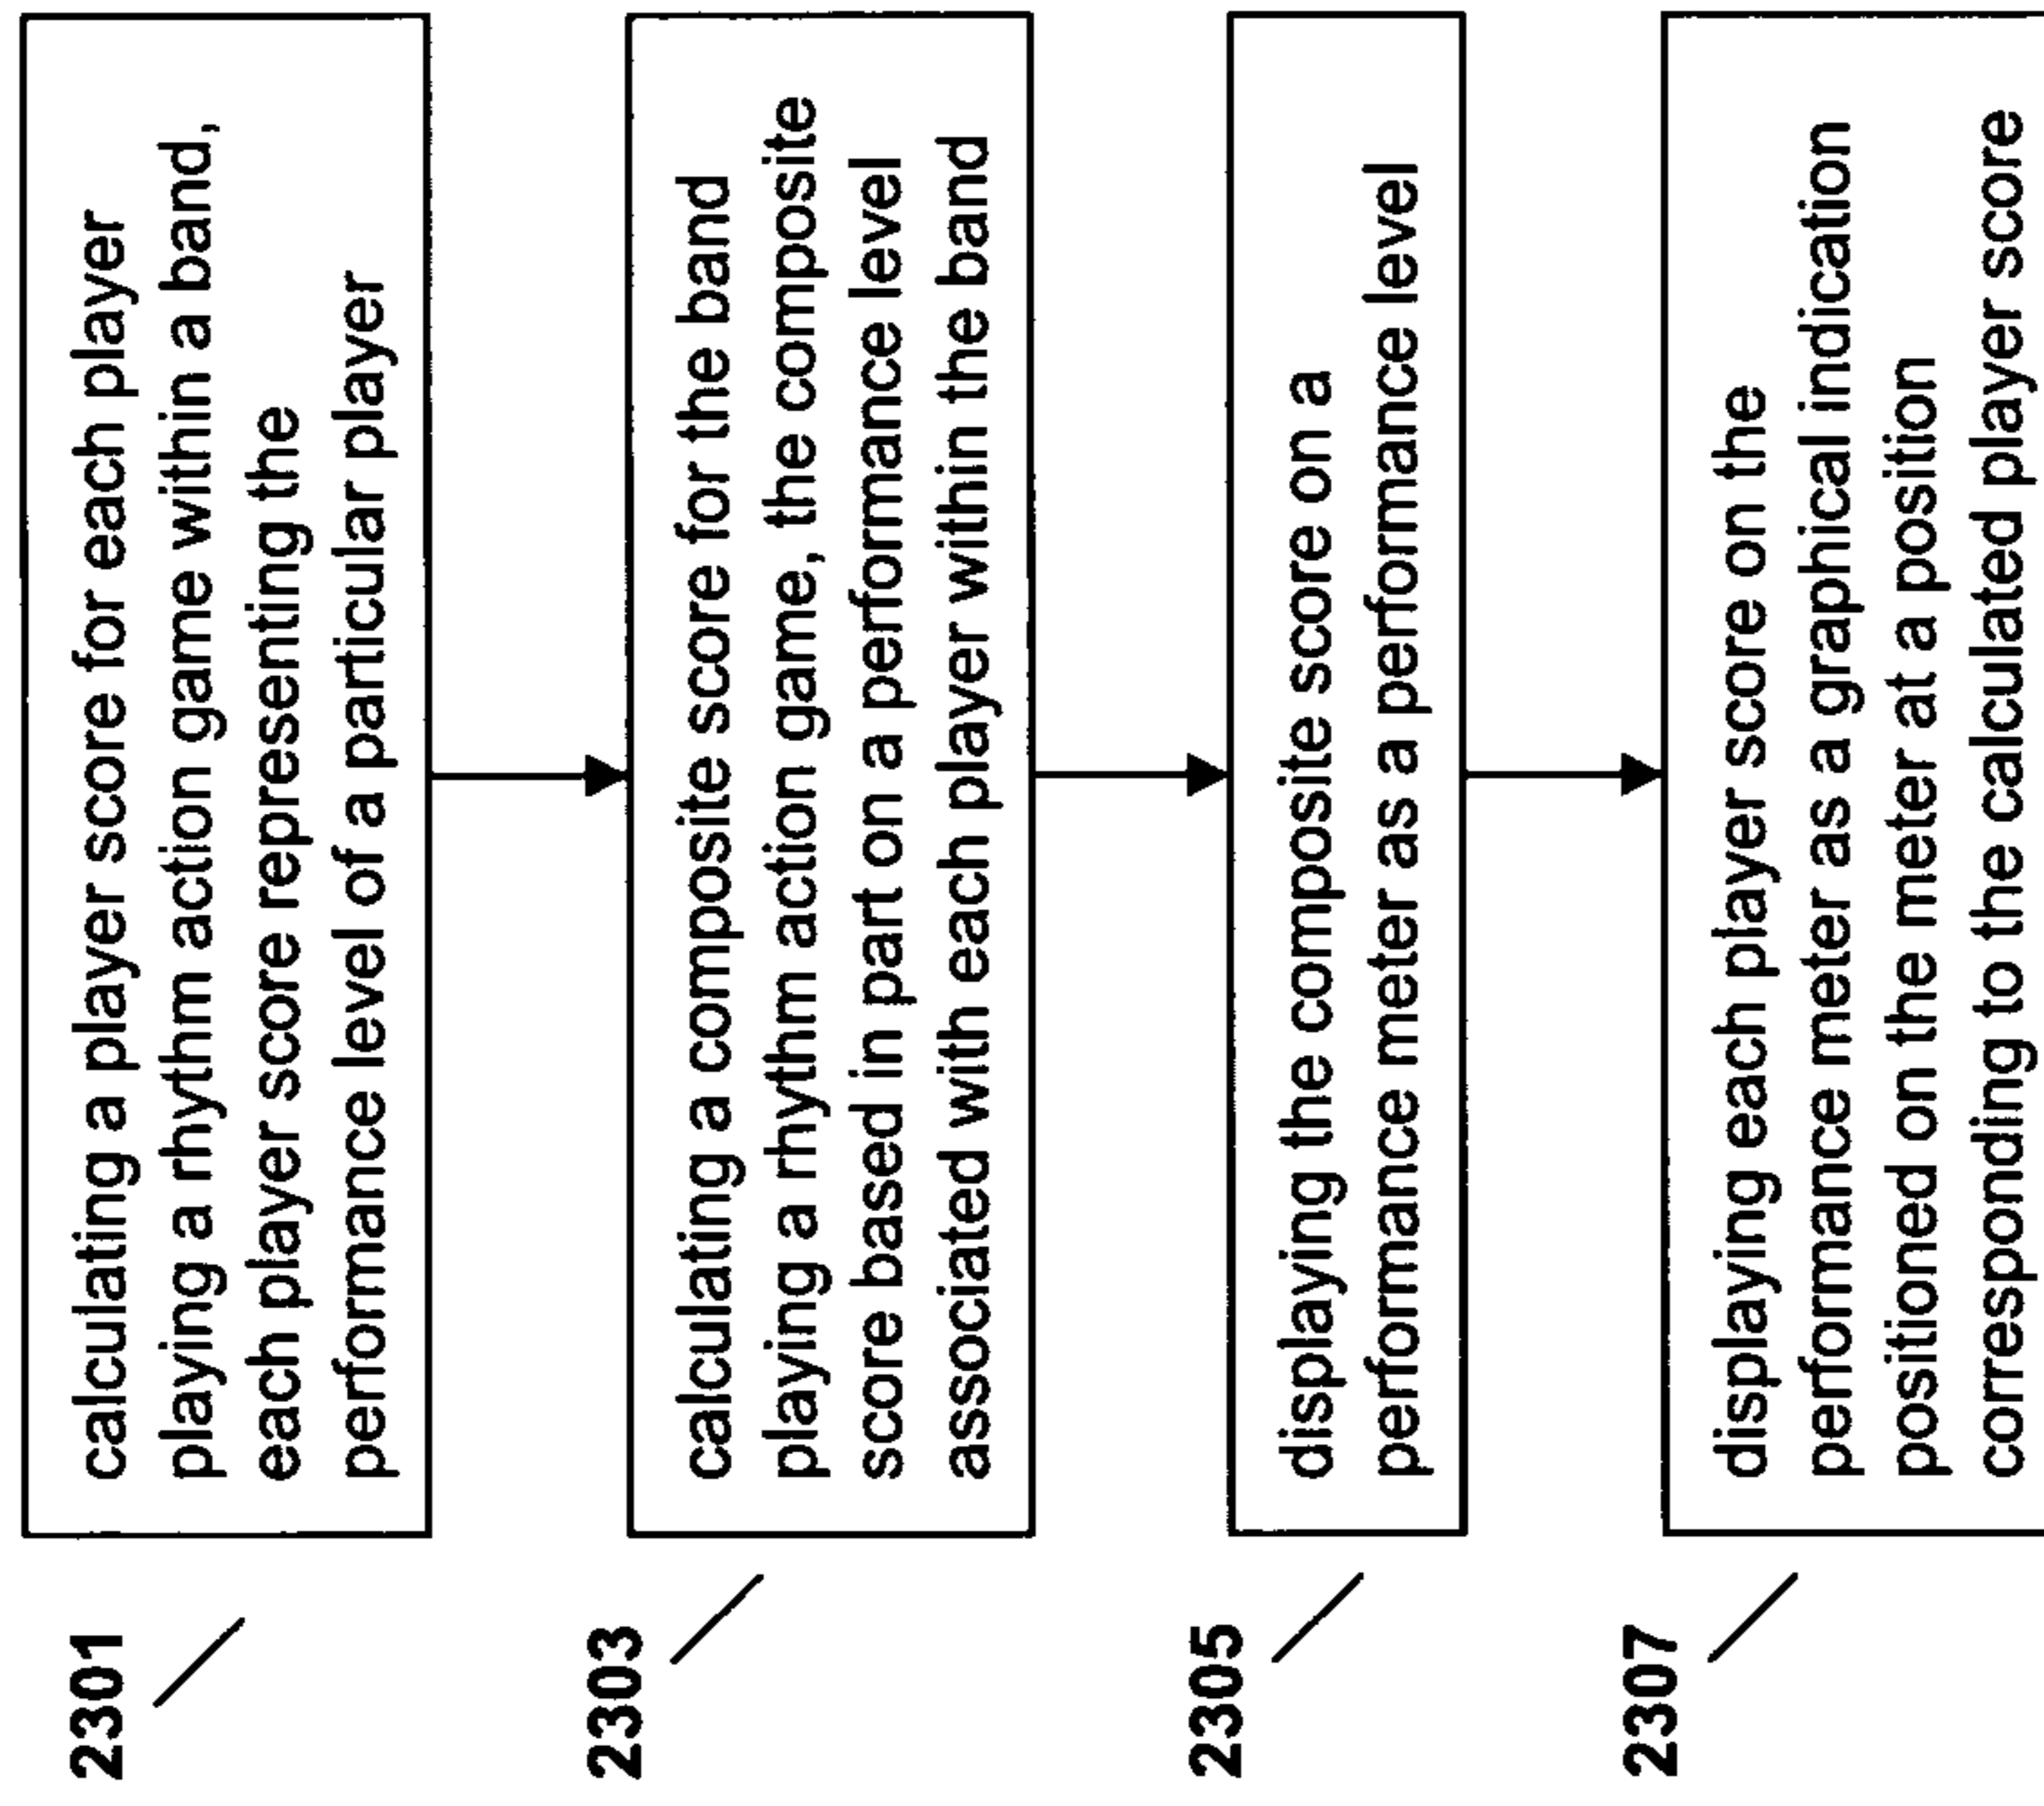 2301
calculating a player score for each player
playing a rhythm action game within a band,
each player score representing the
performance level of a particular player
2303
calculating a composite score for the band
playing a rhythm action game, the composite
score based in part on a performance level
associated with each player within the band
2305
displaying the composite score on a
performance meter as a performance level
2307
displaying each player score on the
performance meter as a graphical indication
positioned on the meter at a position
corresponding to the calculated player score